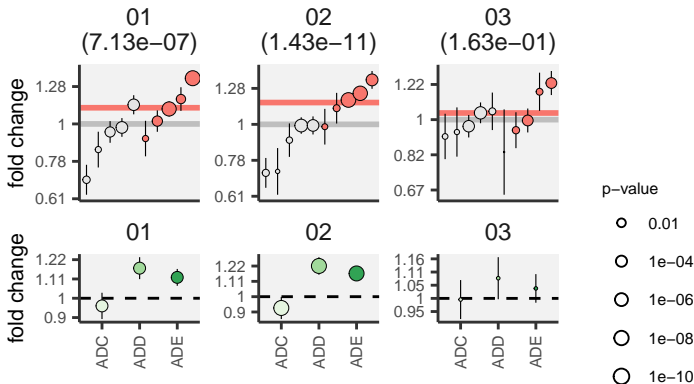 01
(7.13e−07)
02
(1.43e−11)
03
(1.63e−01)
fold change
1.28
1
0.78
0.61
1.28
1
0.78
0.61
1.22
1
0.82
0.67
01
02
03
fold change
1.22
1.11
1
0.9
1.22
1.11
1
0.9
1.16
1.11
1.05
1
0.95
ADC
ADD
ADE
ADC
ADD
ADE
ADC
ADD
ADE
p−value
0.01
1e−04
1e−06
1e−08
1e−10